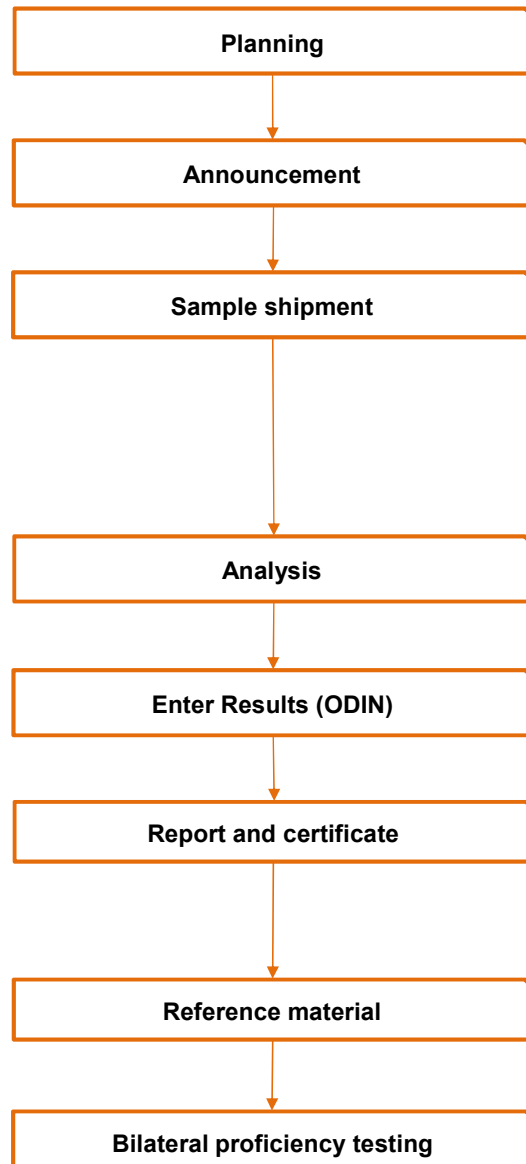 Planning
Announcement
Sample shipment
Analysis
Enter Results (ODIN)
Report and certificate
Reference material
Bilateral proficiency testing